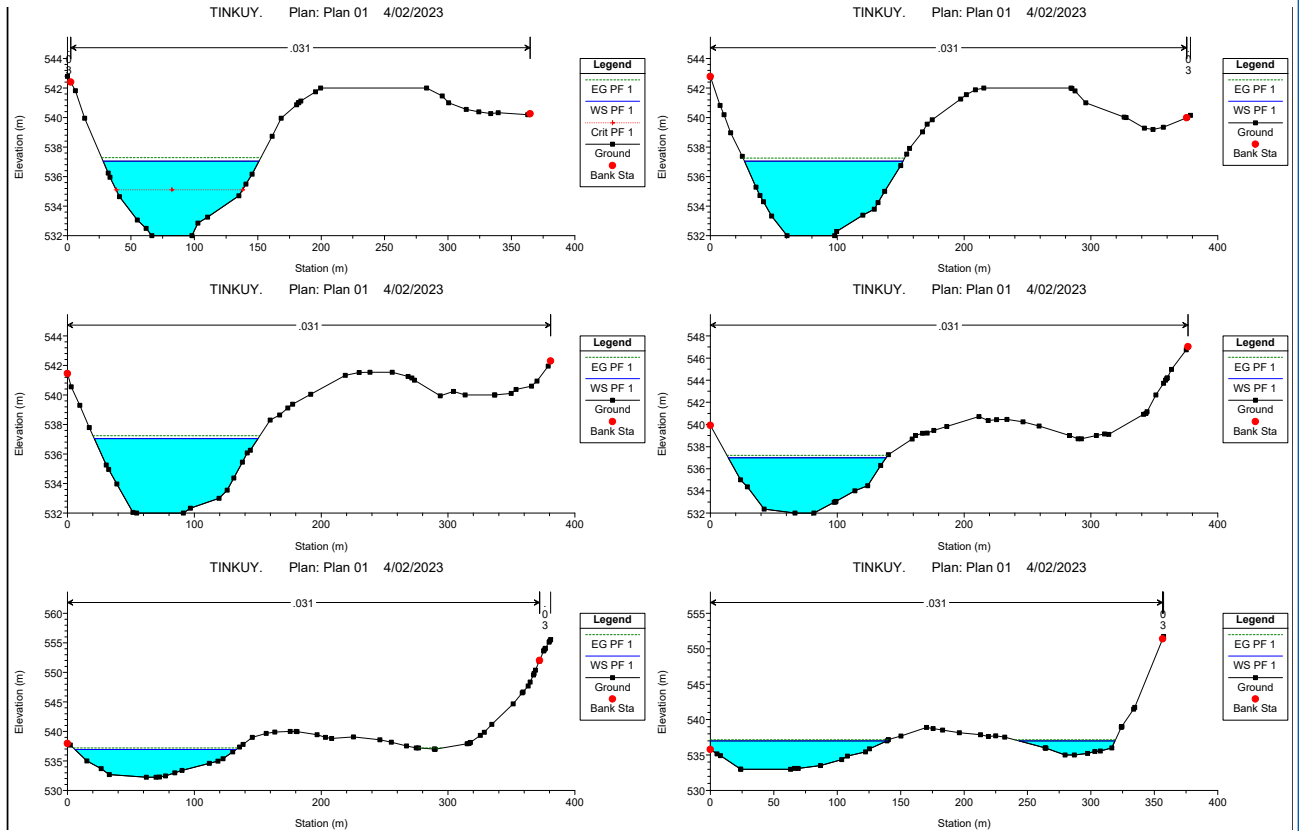 TINKUY. Plan: Plan 01 4/02/2023
.031
.03
Elevation (m)
544
542
540
538
536
534
532
0 50 100 150 200 250 300 350 400
Station (m)
Legend
EG PF 1
WS PF 1
Crit PF 1
Ground
Bank Sta
TINKUY. Plan: Plan 01 4/02/2023
.031
.03
Elevation (m)
544
542
540
538
536
534
532
0 100 200 300 400
Station (m)
Legend
EG PF 1
WS PF 1
Ground
Bank Sta
TINKUY. Plan: Plan 01 4/02/2023
.031
Elevation (m)
544
542
540
538
536
534
532
0 100 200 300 400
Station (m)
Legend
EG PF 1
WS PF 1
Ground
Bank Sta
TINKUY. Plan: Plan 01 4/02/2023
.031
Elevation (m)
548
546
544
542
540
538
536
534
532
0 100 200 300 400
Station (m)
Legend
EG PF 1
WS PF 1
Ground
Bank Sta
TINKUY. Plan: Plan 01 4/02/2023
.031
.03
Elevation (m)
560
555
550
545
540
535
530
0 100 200 300 400
Station (m)
Legend
EG PF 1
WS PF 1
Ground
Bank Sta
TINKUY. Plan: Plan 01 4/02/2023
.031
.03
Elevation (m)
555
550
545
540
535
530
0 50 100 150 200 250 300 350 400
Station (m)
Legend
EG PF 1
WS PF 1
Ground
Bank Sta